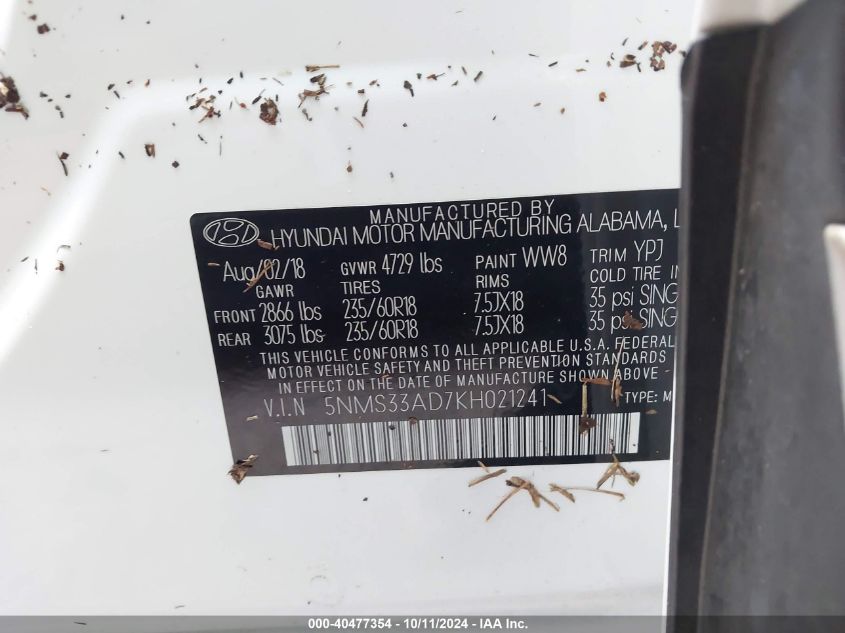 MANUFACTURED BY
HYUNDAI MOTOR MANUFACTURING ALABAMA, L
Aug/02/18 GVWR 4729 lbs PAINT WW8 TRIM YPJ
GAWR TIRES RIMS COLD TIRE IN
FRONT 2866 lbs 235/60R18 7.5JX18 35 psi SING
REAR 3075 lbs 235/60R18 7.5JX18 35 psi SING
THIS VEHICLE CONFORMS TO ALL APPLICABLE U.S.A. FEDERAL
MOTOR VEHICLE SAFETY AND THEFT PREVENTION STANDARDS
IN EFFECT ON THE DATE OF MANUFACTURE SHOWN ABOVE
V.I.N 5NMS33AD7KH021241 TYPE: M
000-40477354 - 10/11/2024 - IAA Inc.